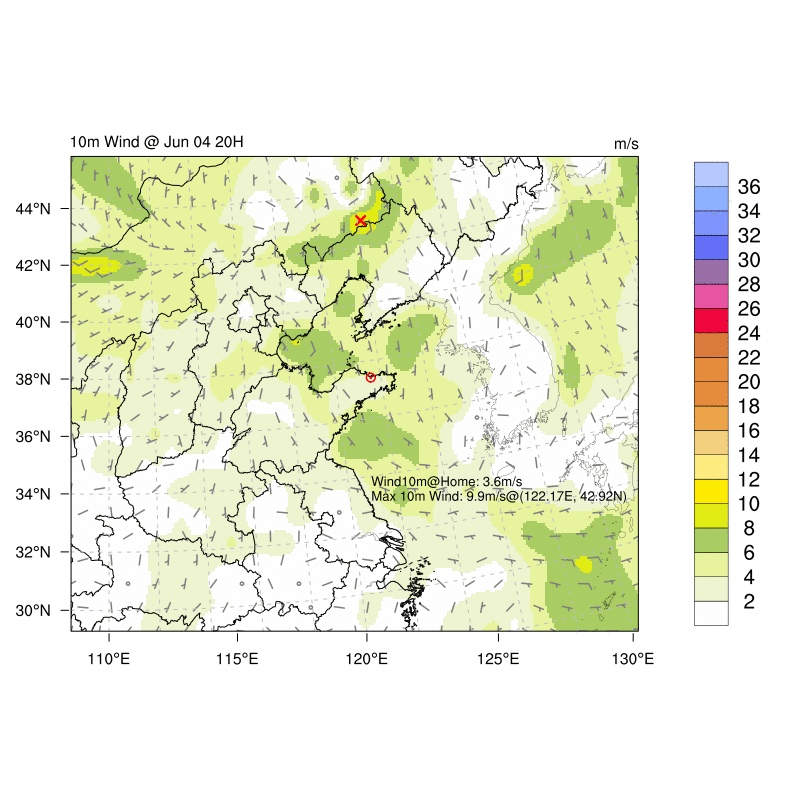 10m Wind @ Jun 04 20H
m/s
44°N
42°N
40°N
38°N
36°N
34°N
32°N
30°N
110°E
115°E
120°E
125°E
130°E
Wind10m@Home: 3.6m/s
Max 10m Wind: 9.9m/s@(122.17E, 42.92N)
36
34
32
30
28
26
24
22
20
18
16
14
12
10
8
6
4
2